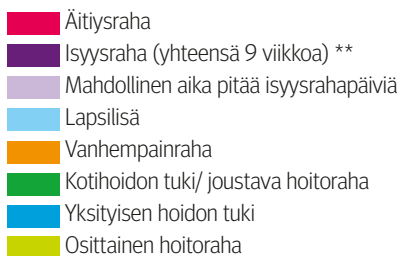 Äitiysraha
Isyysraha (yhteensä 9 viikkoa) **
Mahdollinen aika pitää isyysrahapäiviä
Lapsilisä
Vanhempainraha
Kotihoidon tuki/ joustava hoitoraha
Yksityisen hoidon tuki
Osittainen hoitoraha